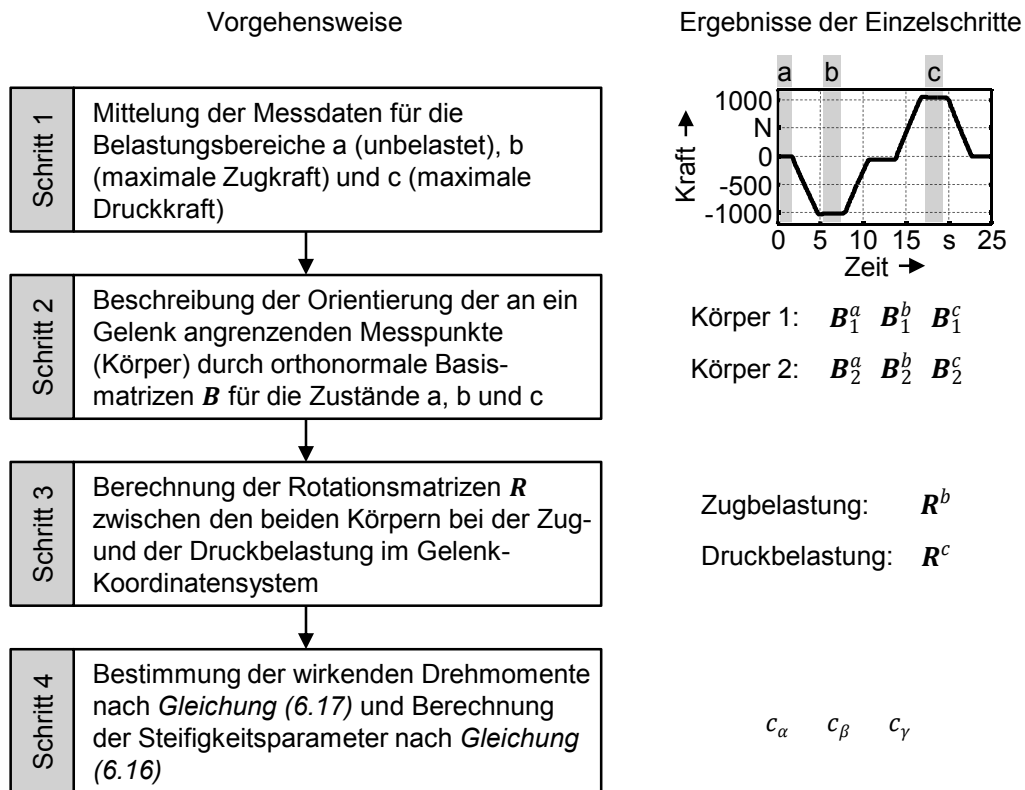 Vorgehensweise
Ergebnisse der Einzelschritte
Schritt 1
Mittelung der Messdaten für die
Belastungsbereiche a (unbelastet), b
(maximale Zugkraft) und c (maximale
Druckkraft)
a b c
Kraft
1000
N
0
-500
-1000
0 5 10 15 s 25
Zeit
Schritt 2
Beschreibung der Orientierung der an ein
Gelenk angrenzenden Messpunkte
(Körper) durch orthonormale Basis-
matrizen B für die Zustände a, b und c
Körper 1: B₁ᵃ B₁ᵇ B₁ᶜ
Körper 2: B₂ᵃ B₂ᵇ B₂ᶜ
Schritt 3
Berechnung der Rotationsmatrizen R
zwischen den beiden Körpern bei der Zug-
und der Druckbelastung im Gelenk-
Koordinatensystem
Zugbelastung: Rᵇ
Druckbelastung: Rᶜ
Schritt 4
Bestimmung der wirkenden Drehmomente
nach Gleichung (6.17) und Berechnung
der Steifigkeitsparameter nach Gleichung
(6.16)
c_α c_β c_γ